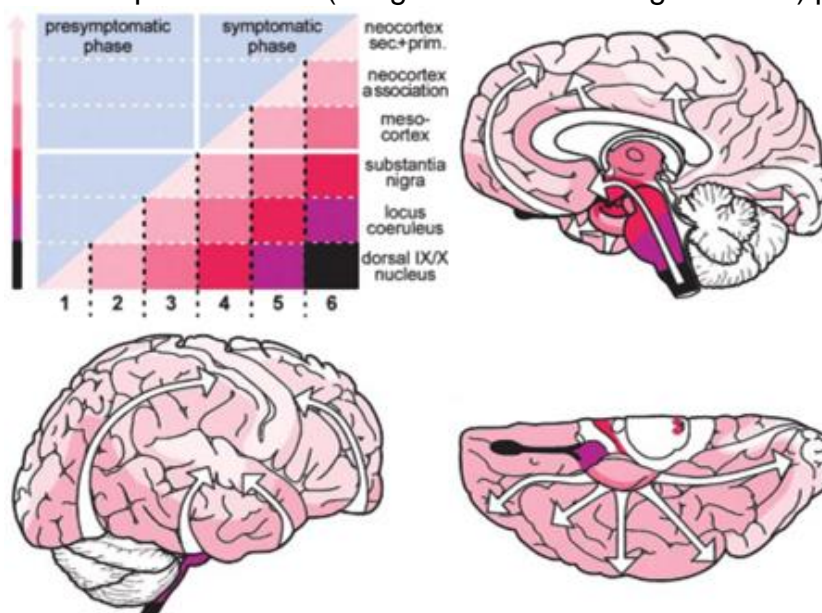 presymptomatic
phase
symptomatic
phase
neocortex
sec.+prim.
neocortex
association
meso-
cortex
substantia
nigra
locus
coeruleus
dorsal IX/X
nucleus
1 2 3 4 5 6